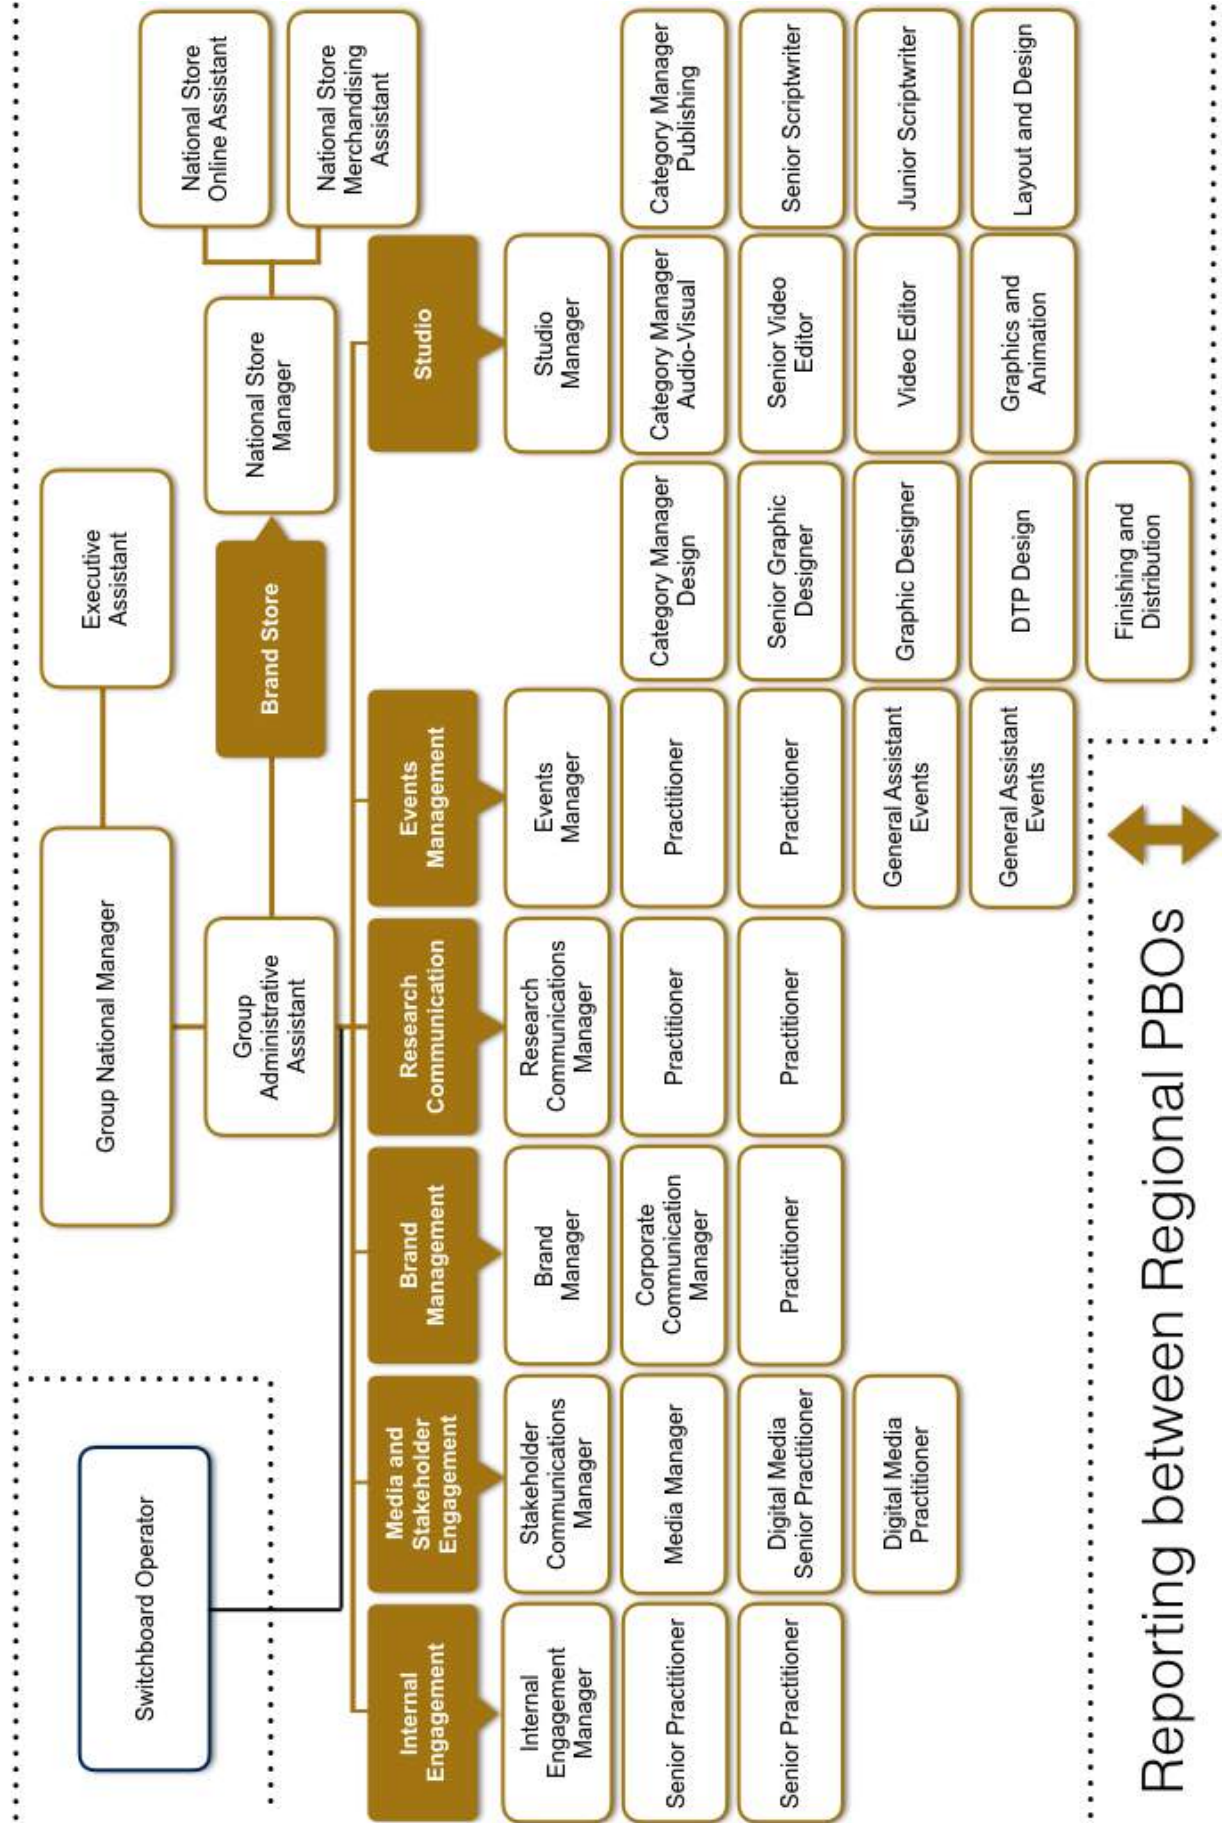 Switchboard Operator
Group National Manager
Executive
Assistant
Group
Administrative
Assistant
Brand Store
National Store
Manager
National Store
Online Assistant
National Store
Merchandising
Assistant
Internal
Engagement
Internal
Engagement
Manager
Senior Practitioner
Senior Practitioner
Media and
Stakeholder
Engagement
Stakeholder
Communications
Manager
Media Manager
Digital Media
Senior Practitioner
Digital Media
Practitioner
Brand
Management
Brand
Manager
Corporate
Communication
Manager
Practitioner
Research
Communication
Research
Communications
Manager
Practitioner
Practitioner
Events
Management
Events
Manager
Practitioner
Practitioner
General Assistant
Events
General Assistant
Events
Studio
Studio
Manager
Category Manager
Design
Senior Graphic
Designer
Graphic Designer
DTP Design
Finishing and
Distribution
Category Manager
Audio-Visual
Senior Video
Editor
Video Editor
Graphics and
Animation
Category Manager
Publishing
Senior Scriptwriter
Junior Scriptwriter
Layout and Design
Reporting between Regional PBOs